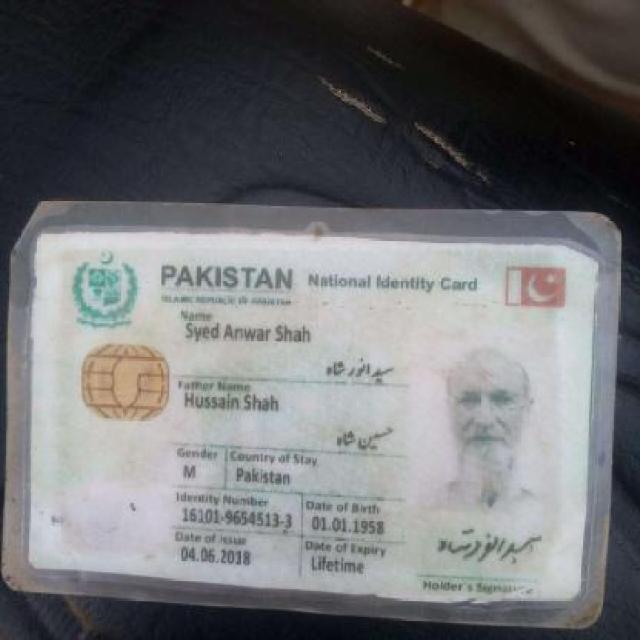 PAKISTAN National Identity Card
ISLAMIC REPUBLIC OF PAKISTAN
Name
Syed Anwar Shah
سید انور شاہ
Father Name
Hussain Shah
حسین شاہ
Gender Country of Stay
M Pakistan
Identity Number Date of Birth
16101-9654513-3 01.01.1958
Date of Issue Date of Expiry
04.06.2018 Lifetime
سید انور شاہ
Holder's Signature